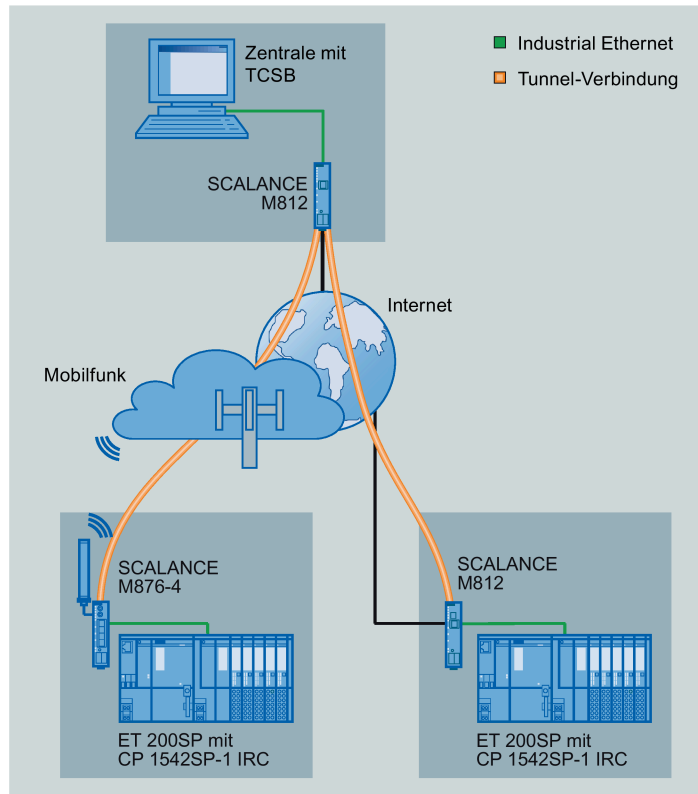 Zentrale mit
TCSB
Industrial Ethernet
Tunnel-Verbindung
SCALANCE
M812
Internet
Mobilfunk
SCALANCE
M876-4
SCALANCE
M812
ET 200SP mit
CP 1542SP-1 IRC
ET 200SP mit
CP 1542SP-1 IRC